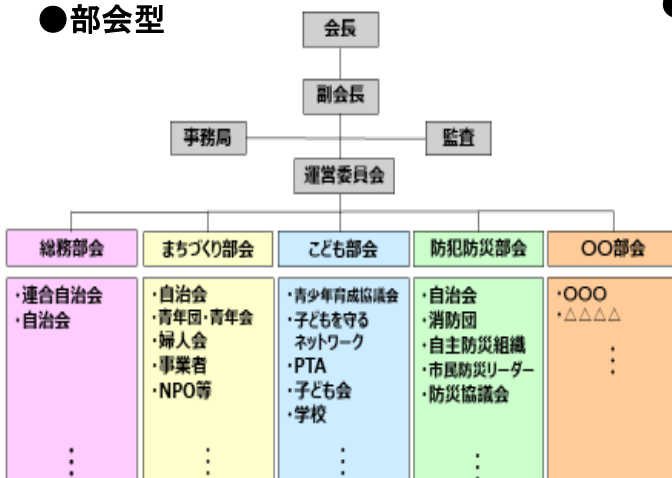 ●部会型
会長
副会長
事務局
監査
運営委員会
総務部会
まちづくり部会
こども部会
防犯防災部会
〇〇部会
・連合自治会
・自治会
⋮
・自治会
・青年団・青年会
・婦人会
・事業者
・NPO等
⋮
・青少年育成協議会
・子どもを守る
ネットワーク
・PTA
・子ども会
・学校
⋮
・自治会
・消防団
・自主防災組織
・市民防災リーダー
・防災協議会
⋮
・〇〇〇
・△△△△
⋮